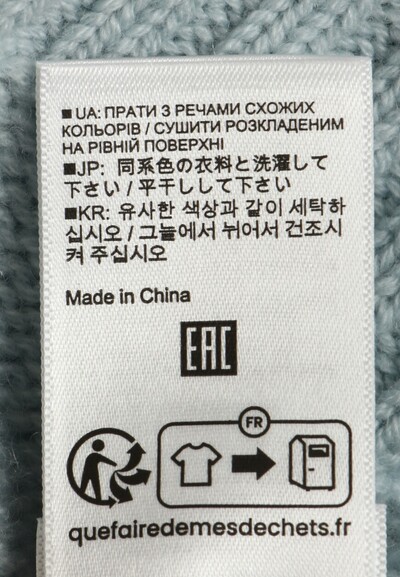 ■ UA: ПРАТИ З РЕЧАМИ СХОЖИХ
КОЛЬОРІВ / СУШИТИ РОЗКЛАДЕНИМ
НА РІВНІЙ ПОВЕРХНІ
■JP: 同系色の衣料と洗濯して
下さい / 平干しして下さい
■KR: 유사한 색상과 같이 세탁하
십시오 / 그늘에서 뉘어서 건조시
켜 주십시오
Made in China
EAC
FR
quefairedemesdechets.fr